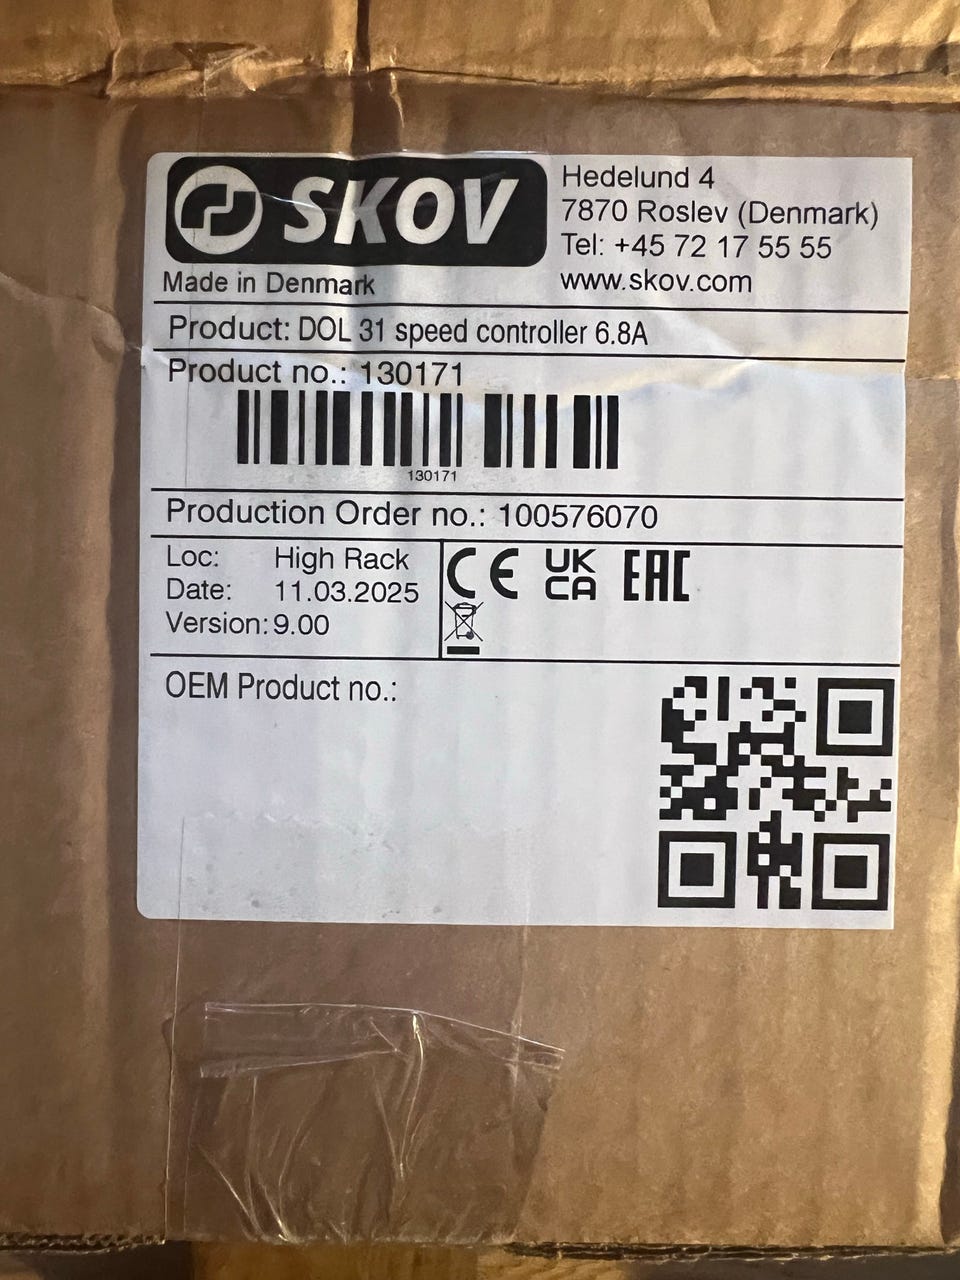 SKOV
Hedelund 4
7870 Roslev (Denmark)
Tel: +45 72 17 55 55
www.skov.com
Made in Denmark
Product: DOL 31 speed controller 6.8A
Product no.: 130171
130171
Production Order no.: 100576070
Loc: High Rack
Date: 11.03.2025
Version: 9.00
CE UK CA EAC
OEM Product no.: